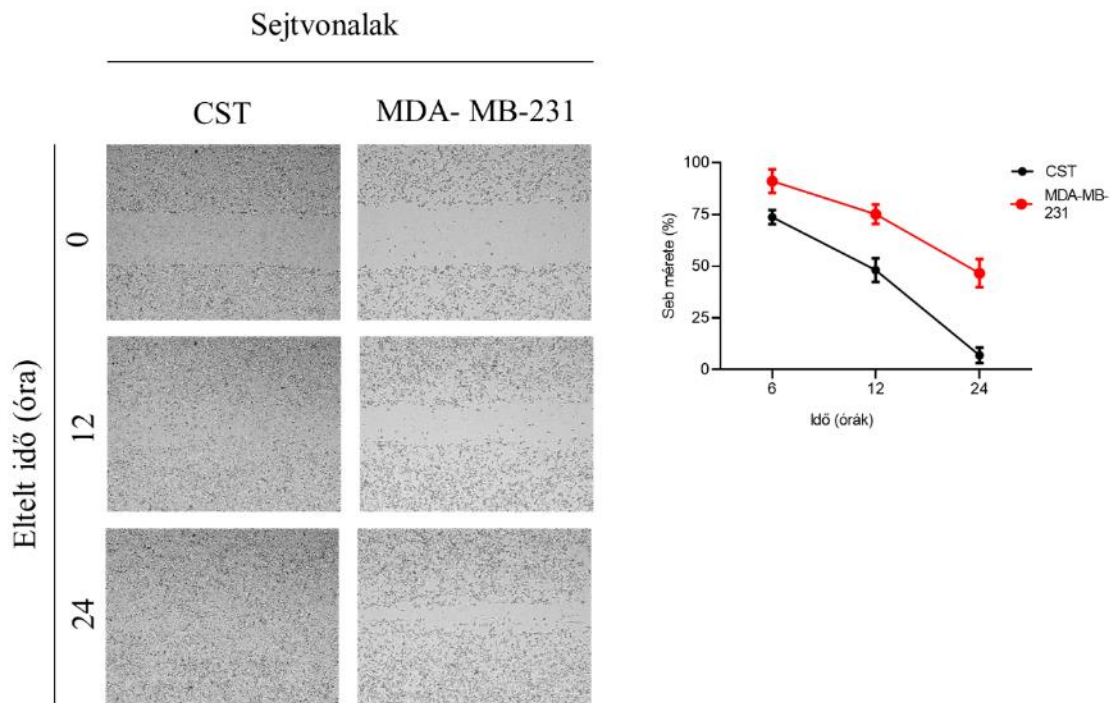 Sejtvonalak
CST
MDA- MB-231
Eltelt idő (óra)
0
12
24
100
75
50
25
0
Seb mérete (%)
6
12
24
Idő (órák)
CST
MDA-MB-
231